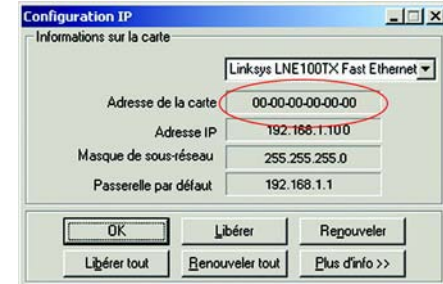 Configuration IP
Informations sur la carte
Linksys LNE100TX Fast Ethernet
Adresse de la carte 00-00-00-00-00-00
Adresse IP 192.168.1.100
Masque de sous-réseau 255.255.255.0
Passerelle par défaut 192.168.1.1
OK Libérer Renouveler
Libérer tout Renouveler tout Plus d'info >>